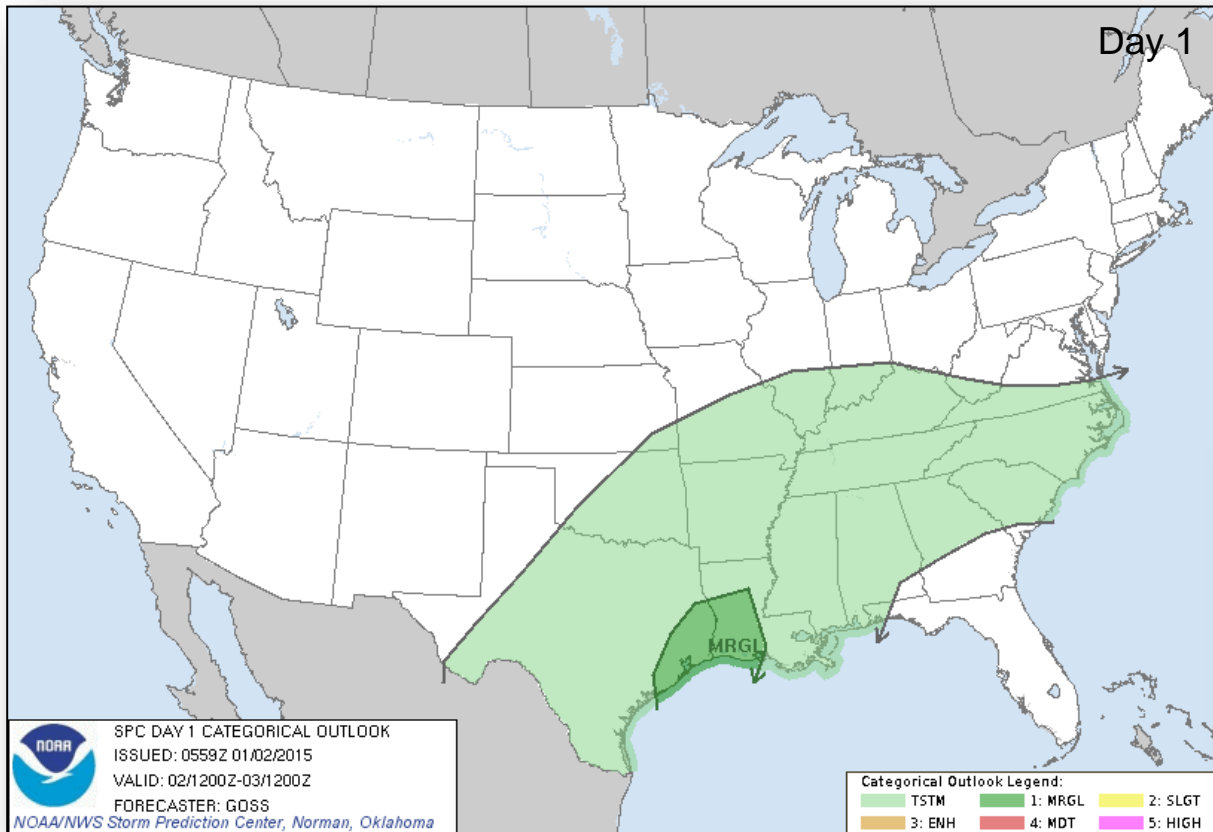 Day 1
MRGL
SPC DAY 1 CATEGORICAL OUTLOOK
ISSUED: 0559Z 01/02/2015
VALID: 02/1200Z-03/1200Z
FORECASTER: GOSS
NOAA/NWS Storm Prediction Center, Norman, Oklahoma
NOAA
Categorical Outlook Legend:
TSTM 1: MRGL 2: SLGT
3: ENH 4: MDT 5: HIGH